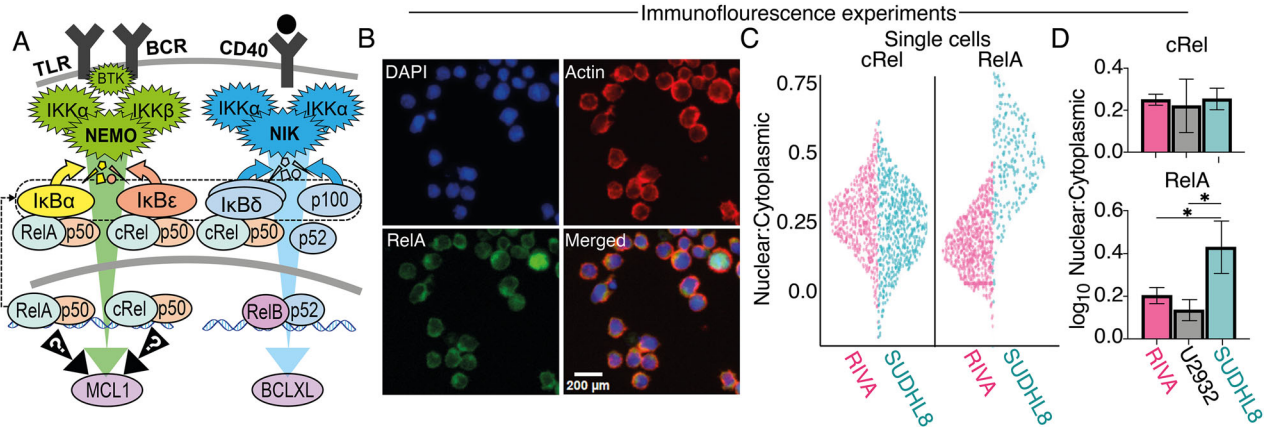 Immunoflourescence experiments
A
TLR
BCR
CD40
BTK
IKKα
IKKβ
NEMO
IKKα
IKKα
NIK
IκBα
IκBε
IκBδ
p100
RelA
p50
cRel
p50
cRel
p50
p52
RelA
p50
cRel
p50
RelB
p52
?
?
MCL1
BCLXL
B
DAPI
Actin
RelA
Merged
200 µm
C
Single cells
cRel
RelA
Nuclear:Cytoplasmic
0.75
0.5
0.25
0.0
RIVA
SUDHL8
RIVA
SUDHL8
D
cRel
0.4
0.2
0.0
RelA
* 
*
0.6
0.4
0.2
0.0
log10 Nuclear:Cytoplasmic
RIVA
U2932
SUDHL8